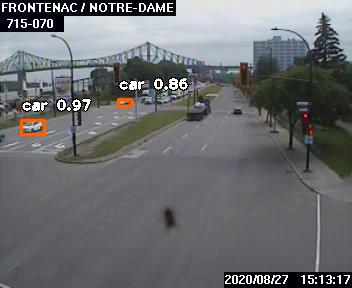 FRONTENAC / NOTRE-DAME
715-070
car 0.86
car 0.97
2020/08/27 15:13:17